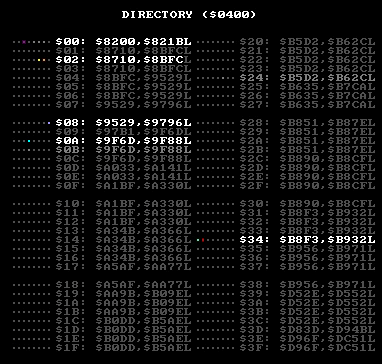 DIRECTORY ($0400)
$00: $8200,$821BL $20: $B5D2,$B62CL
$01: $8710,$8BFCL $21: $B5D2,$B62CL
$02: $8710,$8BFC $22: $B5D2,$B62CL
$03: $8710,$8BFCL $23: $B5D2,$B62CL
$04: $8BFC,$9529L $24: $B5D2,$B62CL
$05: $8BFC,$9529L $25: $B635,$B7CAL
$06: $8BFC,$9529L $26: $B635,$B7CAL
$07: $9529,$9796L $27: $B635,$B7CAL
$08: $9529,$9796L $28: $B851,$B87EL
$09: $97B1,$9F6DL $29: $B851,$B87EL
$0A: $9F6D,$9F88L $2A: $B851,$B87EL
$0B: $9F6D,$9F88L $2B: $B851,$B87EL
$0C: $9F6D,$9F88L $2C: $B890,$B8CFL
$0D: $A033,$A141L $2D: $B890,$B8CFL
$0E: $A1BF,$A330L $2E: $B890,$B8CFL
$0F: $A1BF,$A330L $2F: $B890,$B8CFL
$10: $A1BF,$A330L $30: $B890,$B8CFL
$11: $A1BF,$A330L $31: $B8F3,$B932L
$12: $A1BF,$A330L $32: $B8F3,$B932L
$13: $A34B,$A366L $33: $B8F3,$B932L
$14: $A34B,$A366L $34: $B8F3,$B932L
$15: $A34B,$A366L $35: $B956,$B971L
$16: $A34B,$A366L $36: $B956,$B971L
$17: $A5AF,$AA77L $37: $B956,$B971L
$18: $A5AF,$AA77L $38: $B956,$B971L
$19: $AA9B,$B09EL $39: $D52E,$D552L
$1A: $AA9B,$B09EL $3A: $D52E,$D552L
$1B: $AA9B,$B09EL $3B: $D52E,$D552L
$1C: $B0DD,$B5AEL $3C: $D52E,$D552L
$1D: $B0DD,$B5AEL $3D: $D83D,$D94BL
$1E: $B0DD,$B5AEL $3E: $D96F,$DC51L
$1F: $B0DD,$B5AEL $3F: $D96F,$DC51L